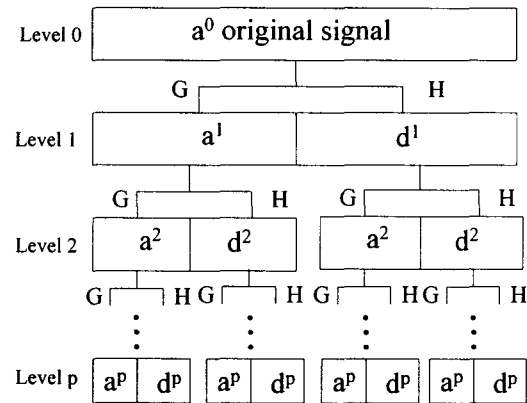 Level 0 a⁰ original signal
G H
Level 1 a¹ d¹
G H G H
Level 2 a² d² a² d²
G H G H
Level p aᵖ dᵖ aᵖ dᵖ aᵖ dᵖ aᵖ dᵖ